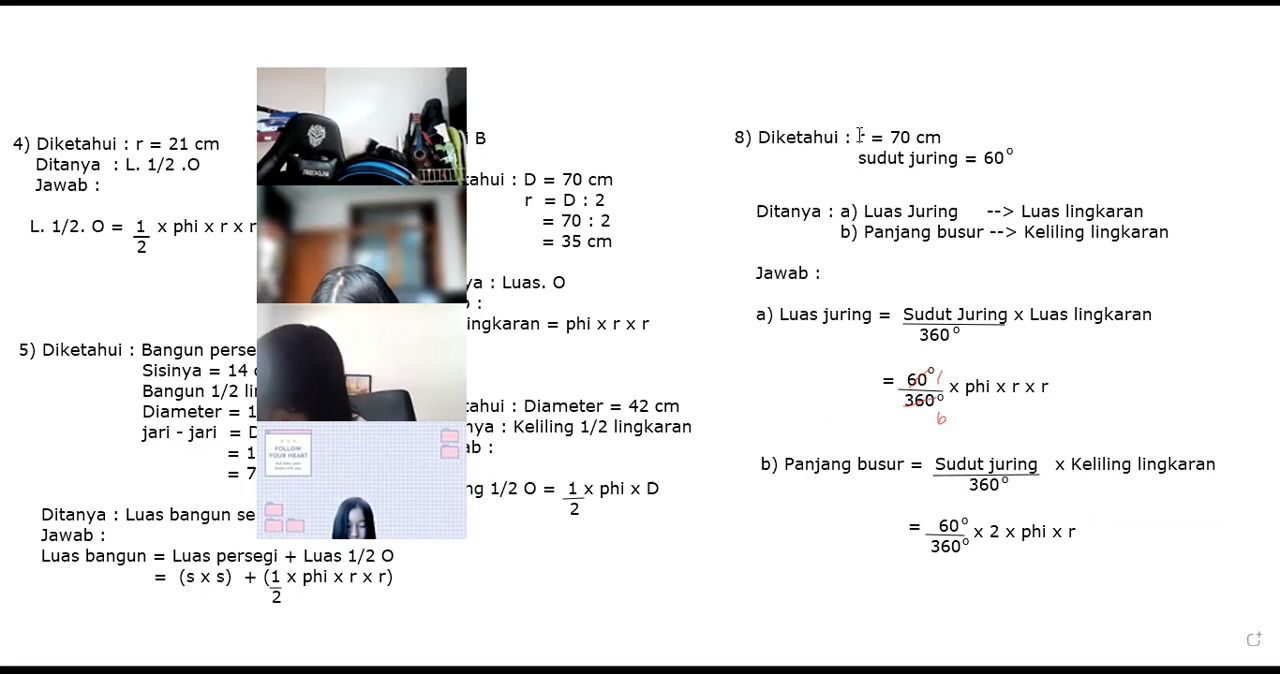 4) Diketahui : r = 21 cm
Ditanya : L. 1/2 .O
Jawab :
L. 1/2. O = 1 x phi x r x r
2
5) Diketahui : Bangun perse
Sisinya = 14
Bangun 1/2 li
Diameter = 1
jari - jari =
= 1
= 7
Ditanya : Luas bangun se
Jawab :
Luas bangun = Luas persegi + Luas 1/2 O
= (s x s) + (1 x phi x r x r)
2
FOLLOW
YOUR HEART
i B
tahui : D = 70 cm
r = D : 2
= 70 : 2
= 35 cm
ya : Luas. O
:
ingkaran = phi x r x r
tahui : Diameter = 42 cm
nya : Keliling 1/2 lingkaran
ab :
ng 1/2 O = 1 x phi x D
2
8) Diketahui : r = 70 cm
sudut juring = 60°
Ditanya : a) Luas Juring --> Luas lingkaran
b) Panjang busur --> Keliling lingkaran
Jawab :
a) Luas juring = Sudut Juring x Luas lingkaran
360°
= 60° 1 x phi x r x r
360°
6
b) Panjang busur = Sudut juring x Keliling lingkaran
360°
= 60° x 2 x phi x r
360°